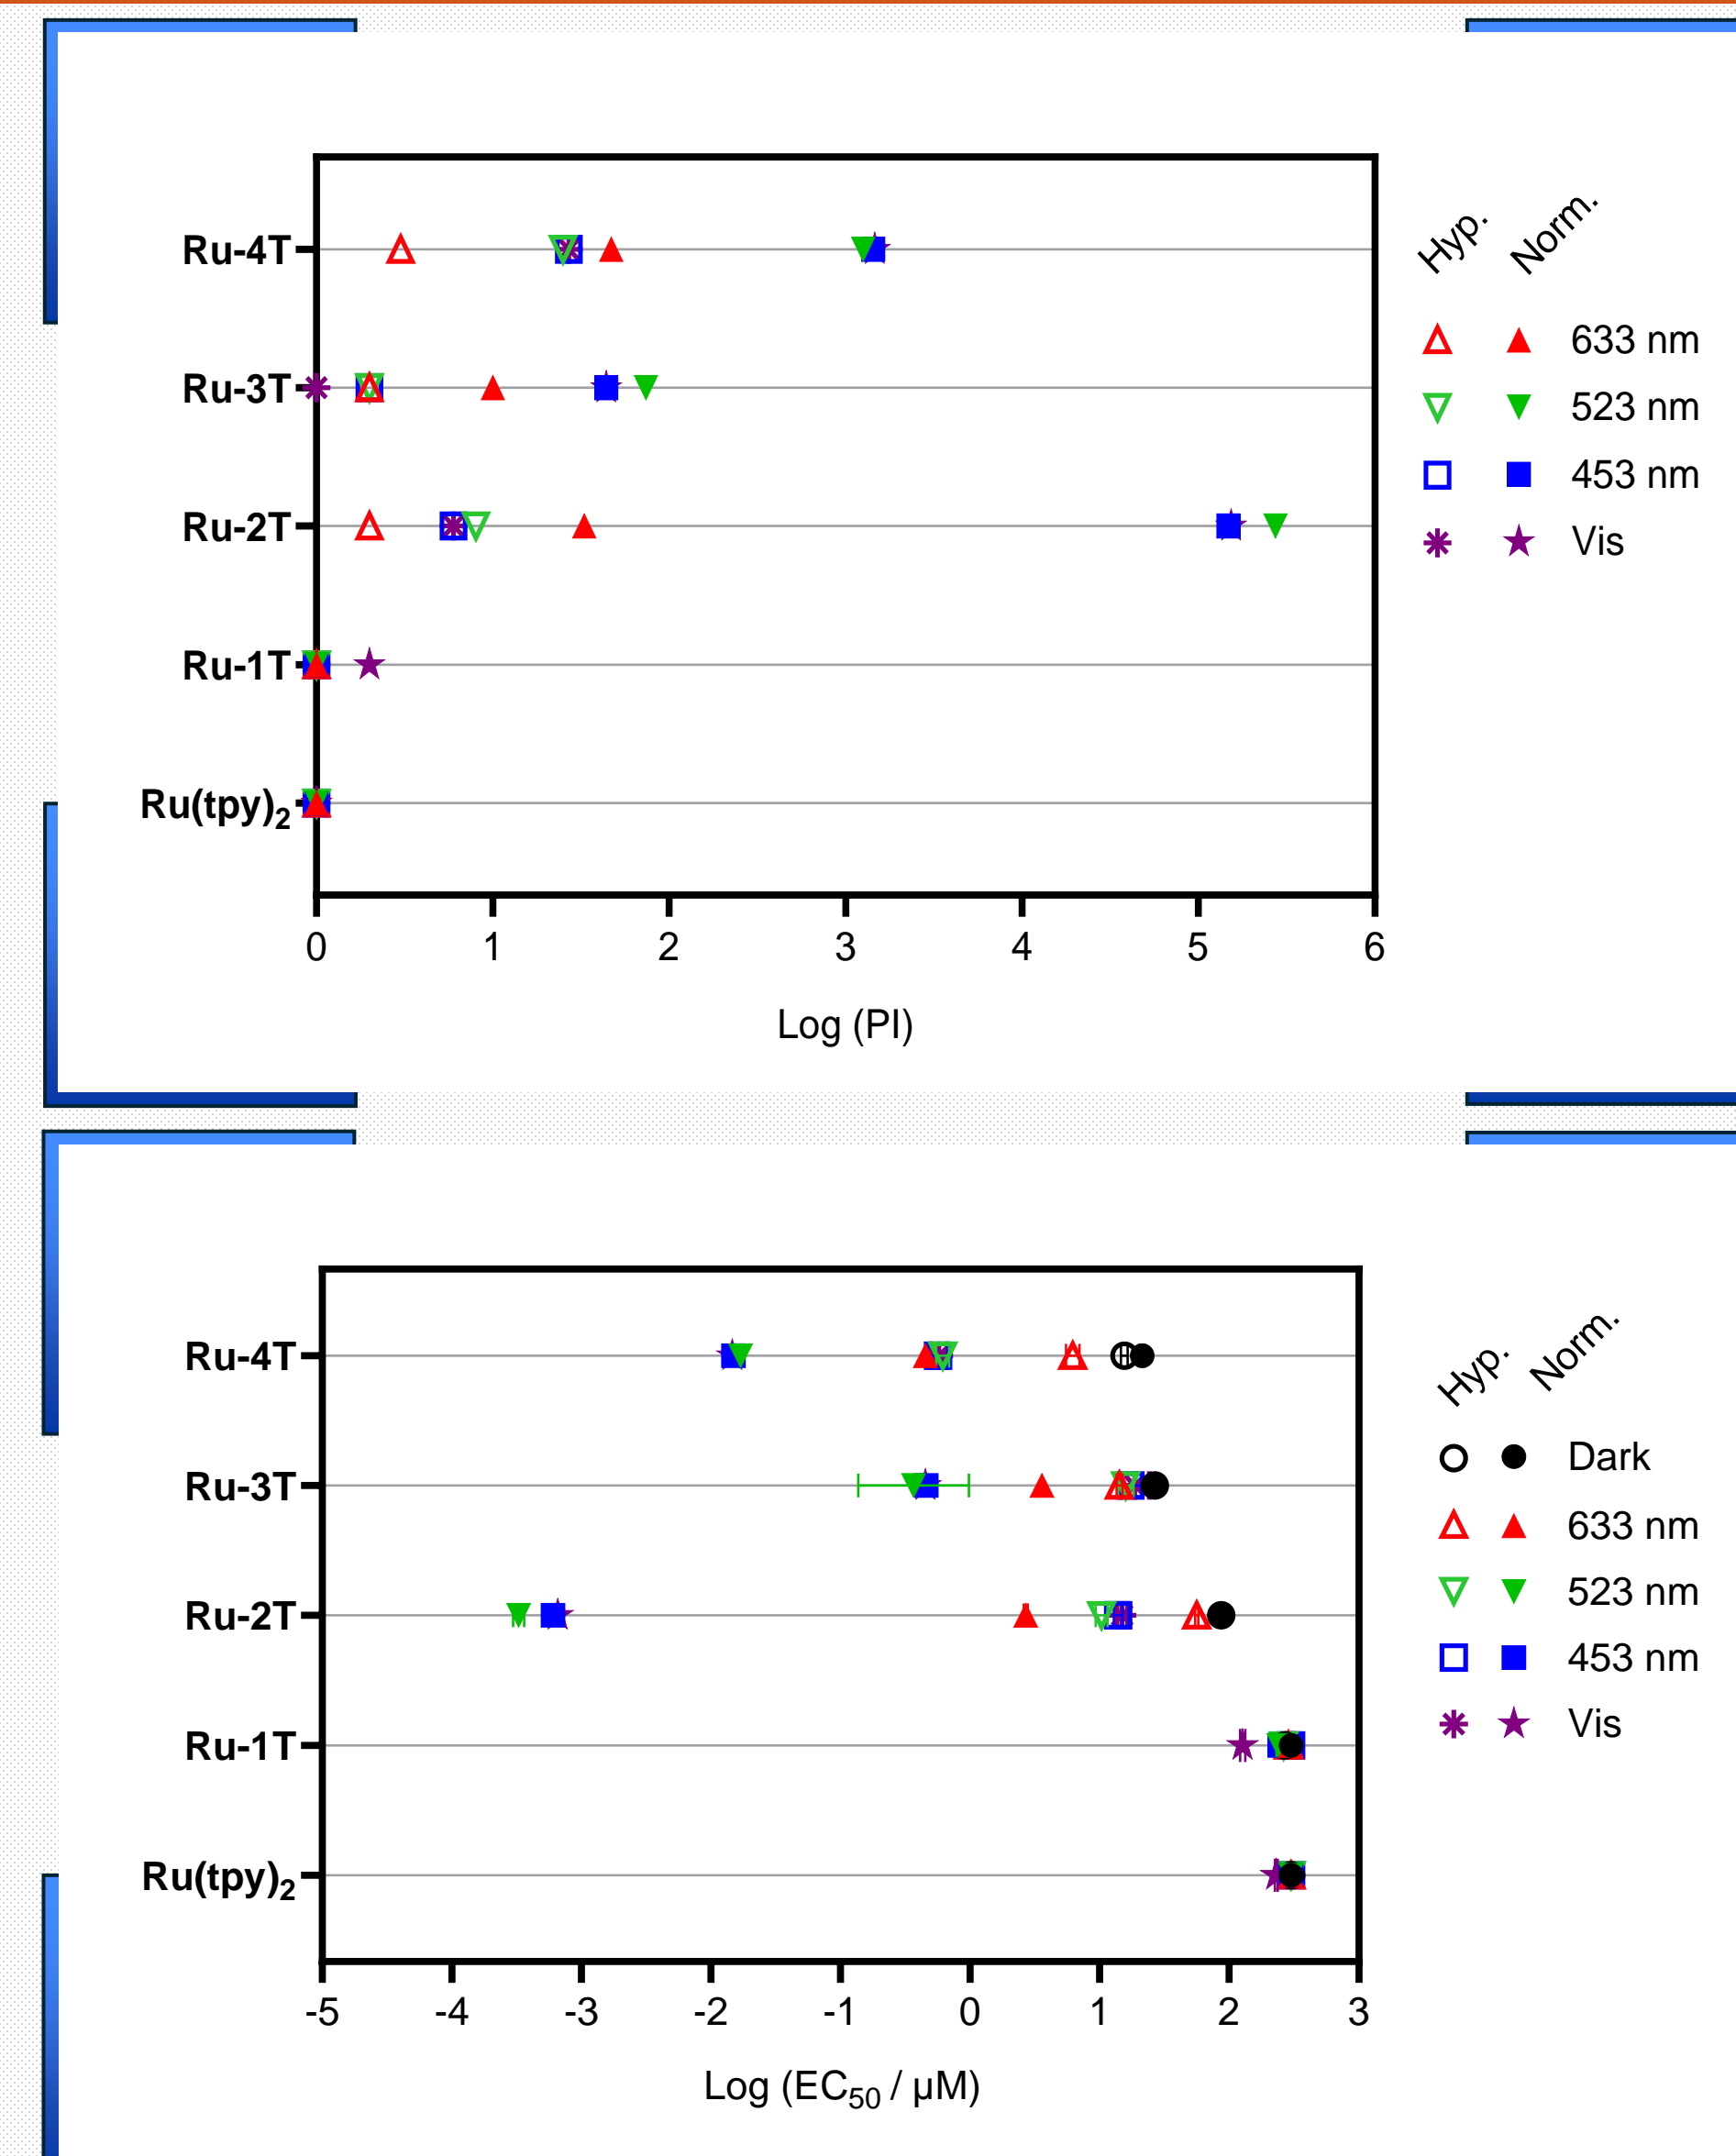 Hyp. Norm.
Ru-4T
Ru-3T
Ru-2T
Ru-1T
Ru(tpy)2
633 nm
523 nm
453 nm
Vis
0 1 2 3 4 5 6
Log (PI)
Hyp. Norm.
Ru-4T
Ru-3T
Ru-2T
Ru-1T
Ru(tpy)2
Dark
633 nm
523 nm
453 nm
Vis
-5 -4 -3 -2 -1 0 1 2 3
Log (EC50 / μM)